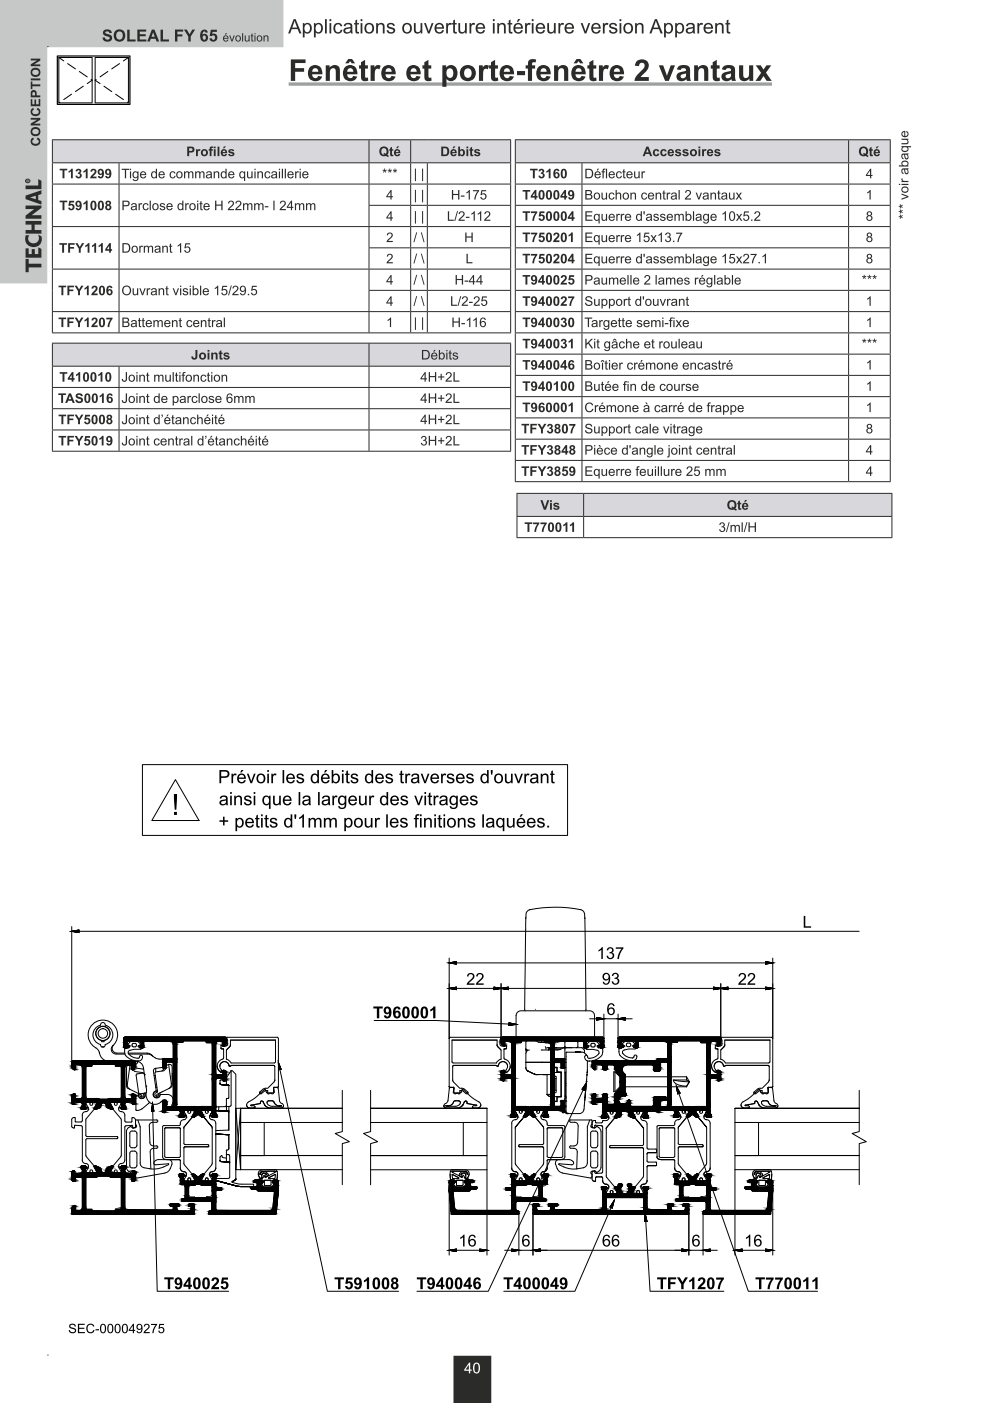 SOLEAL FY 65 évolution
Applications ouverture intérieure version Apparent
Fenêtre et porte-fenêtre 2 vantaux
CONCEPTION
TECHNAL®
Profilés Qté Débits
T131299 Tige de commande quincaillerie *** | |
T591008 Parclose droite H 22mm- l 24mm 4 | | H-175
4 | | L/2-112
TFY1114 Dormant 15 2 / \ H
2 / \ L
TFY1206 Ouvrant visible 15/29.5 4 / \ H-44
4 / \ L/2-25
TFY1207 Battement central 1 | | H-116
Joints Débits
T410010 Joint multifonction 4H+2L
TAS0016 Joint de parclose 6mm 4H+2L
TFY5008 Joint d’étanchéité 4H+2L
TFY5019 Joint central d’étanchéité 3H+2L
Accessoires Qté
T3160 Déflecteur 4
T400049 Bouchon central 2 vantaux 1
T750004 Equerre d'assemblage 10x5.2 8
T750201 Equerre 15x13.7 8
T750204 Equerre d'assemblage 15x27.1 8
T940025 Paumelle 2 lames réglable ***
T940027 Support d'ouvrant 1
T940030 Targette semi-fixe 1
T940031 Kit gâche et rouleau ***
T940046 Boîtier crémone encastré 1
T940100 Butée fin de course 1
T960001 Crémone à carré de frappe 1
TFY3807 Support cale vitrage 8
TFY3848 Pièce d'angle joint central 4
TFY3859 Equerre feuillure 25 mm 4
*** voir abaque
Vis Qté
T770011 3/ml/H
! Prévoir les débits des traverses d'ouvrant
ainsi que la largeur des vitrages
+ petits d'1mm pour les finitions laquées.
L
137
22 93 22
T960001 6
16 6 66 6 16
T940025 T591008 T940046 T400049 TFY1207 T770011
SEC-000049275
40